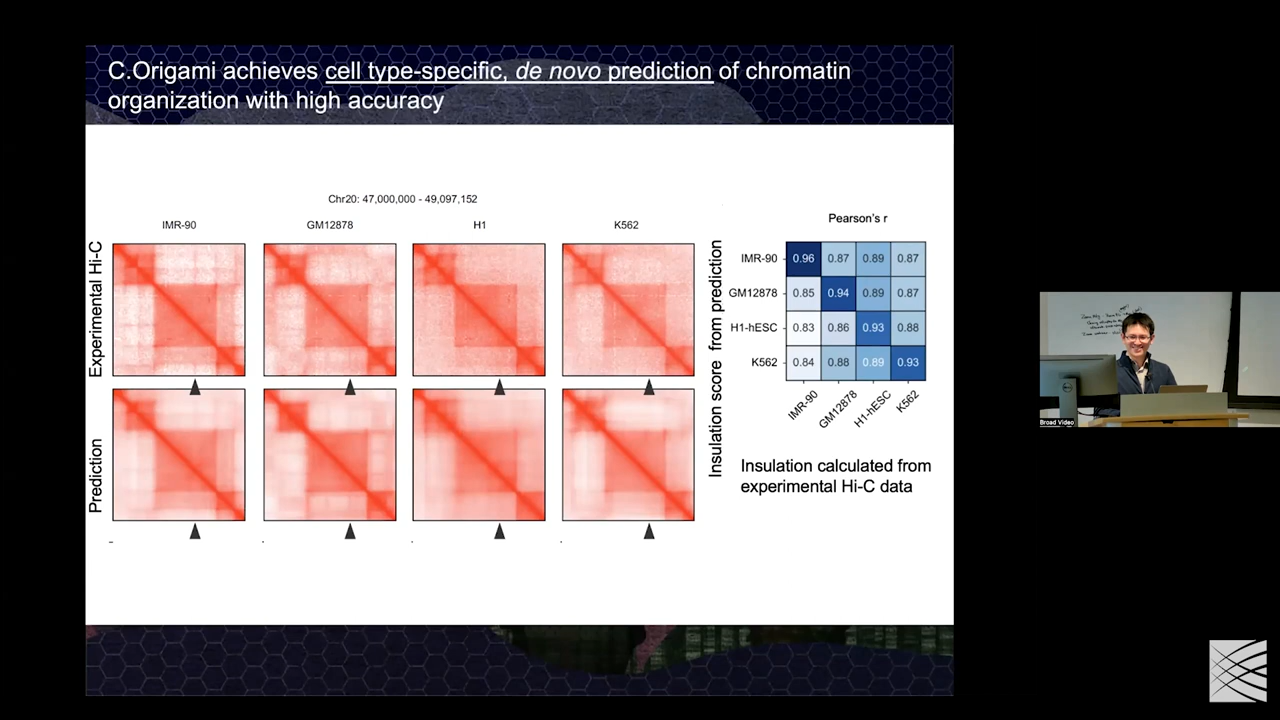 C.Origami achieves cell type-specific, de novo prediction of chromatin
organization with high accuracy
Chr20: 47,000,000 - 49,097,152
IMR-90
GM12878
H1
K562
Experimental Hi-C
Prediction
Insulation score from prediction
Pearson's r
IMR-90 0.96 0.87 0.89 0.87
GM12878 0.85 0.94 0.89 0.87
H1-hESC 0.83 0.86 0.93 0.88
K562 0.84 0.88 0.89 0.93
IMR-90
GM12878
H1-hESC
K562
Insulation calculated from
experimental Hi-C data
DELL
Broad Video